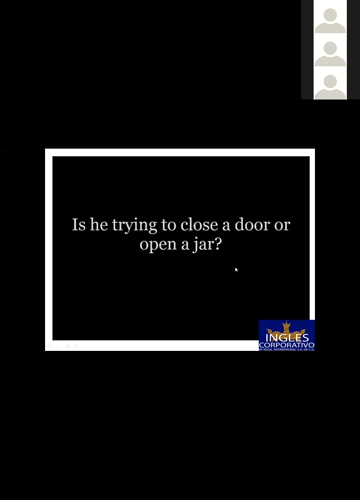 Is he trying to close a door or
open a jar?
INGLES
CORPORATIVO